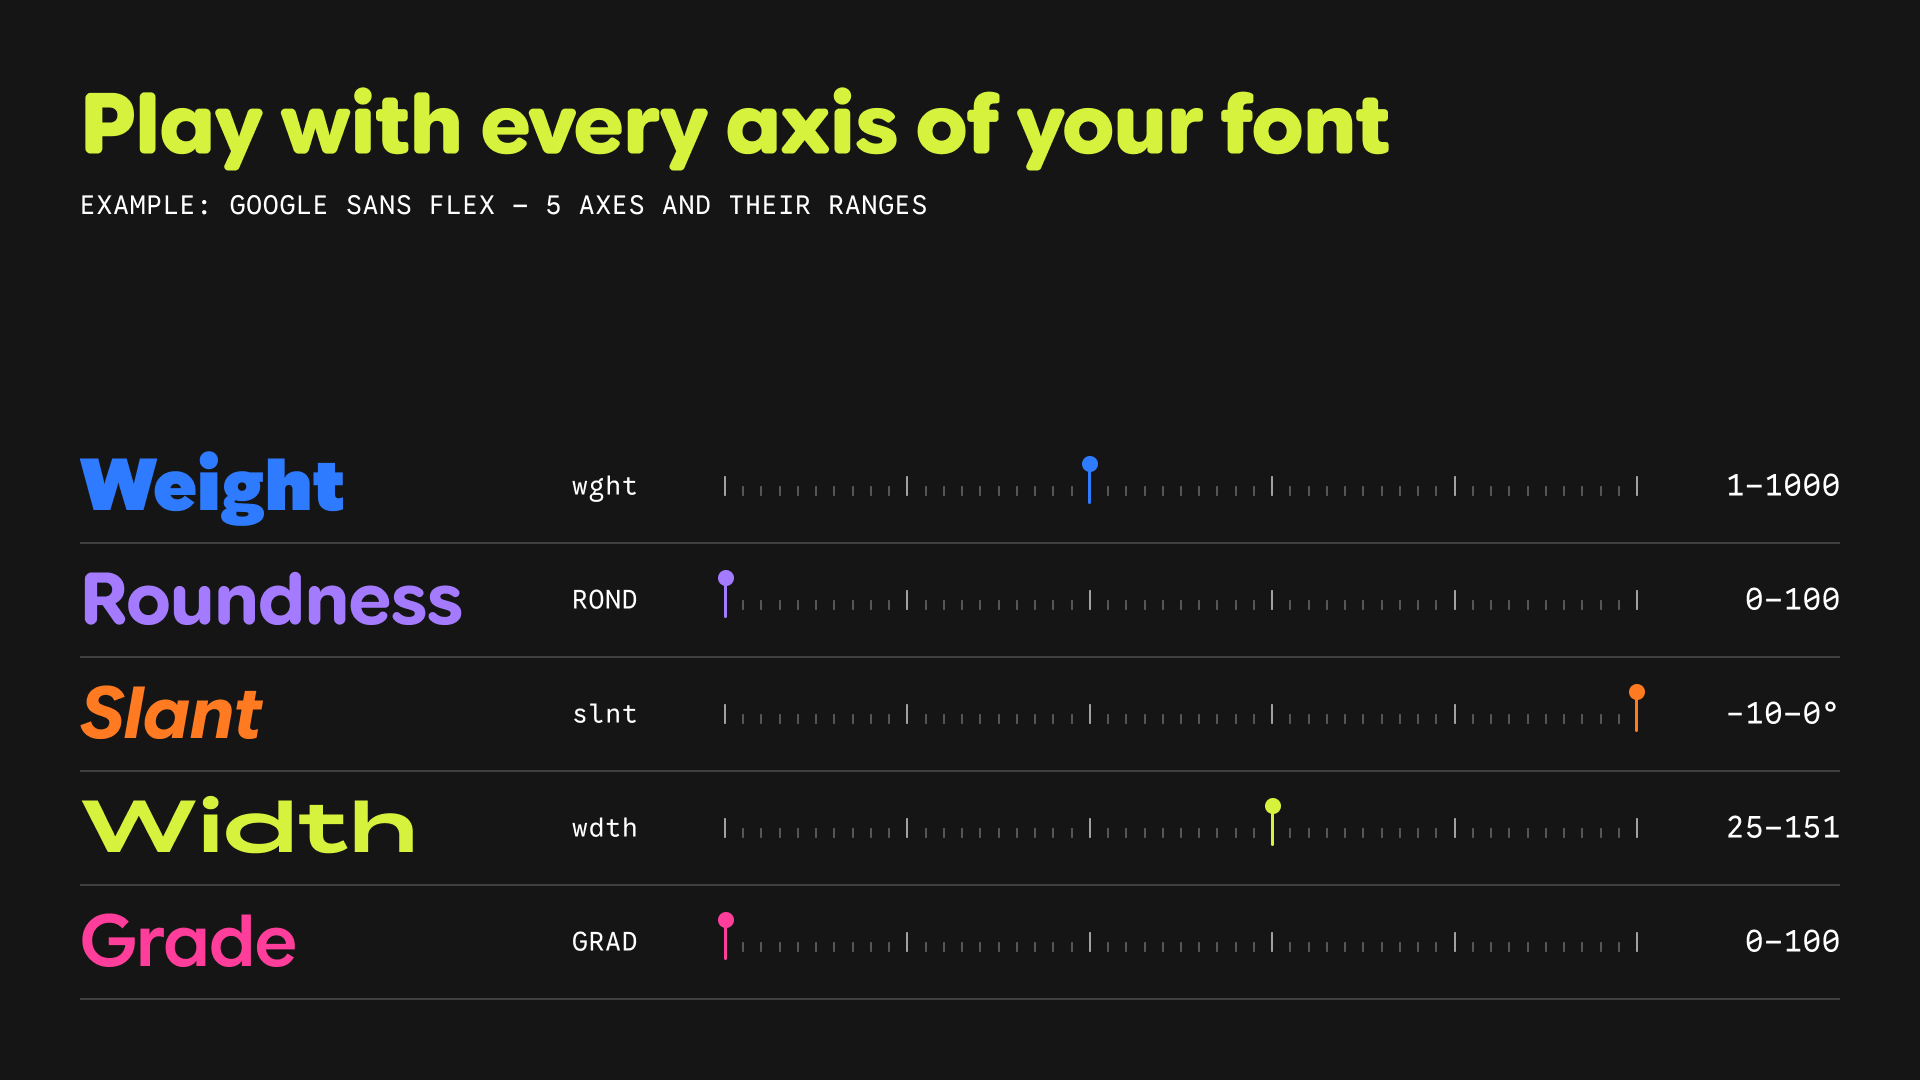 Play with every axis of your font
EXAMPLE: GOOGLE SANS FLEX – 5 AXES AND THEIR RANGES
Weight wght 1–1000
Roundness ROND 0–100
Slant slnt −10–0°
Width wdth 25–151
Grade GRAD 0–100